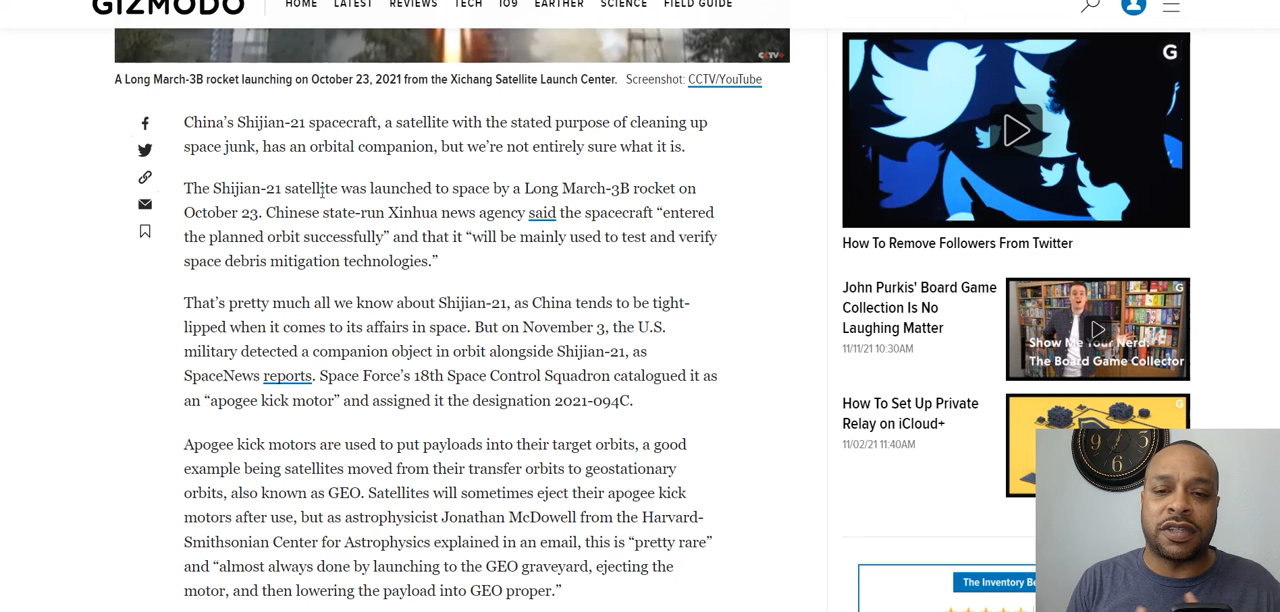 GIZMODO
HOME LATEST REVIEWS TECH IO9 EARTHER SCIENCE FIELD GUIDE
CCTV+
A Long March-3B rocket launching on October 23, 2021 from the Xichang Satellite Launch Center. Screenshot: CCTV/YouTube
China's Shijian-21 spacecraft, a satellite with the stated purpose of cleaning up
space junk, has an orbital companion, but we're not entirely sure what it is.
The Shijian-21 satellite was launched to space by a Long March-3B rocket on
October 23. Chinese state-run Xinhua news agency said the spacecraft “entered
the planned orbit successfully” and that it “will be mainly used to test and verify
space debris mitigation technologies.”
That's pretty much all we know about Shijian-21, as China tends to be tight-
lipped when it comes to its affairs in space. But on November 3, the U.S.
military detected a companion object in orbit alongside Shijian-21, as
SpaceNews reports. Space Force's 18th Space Control Squadron catalogued it as
an “apogee kick motor” and assigned it the designation 2021-094C.
Apogee kick motors are used to put payloads into their target orbits, a good
example being satellites moved from their transfer orbits to geostationary
orbits, also known as GEO. Satellites will sometimes eject their apogee kick
motors after use, but as astrophysicist Jonathan McDowell from the Harvard-
Smithsonian Center for Astrophysics explained in an email, this is “pretty rare”
and “almost always done by launching to the GEO graveyard, ejecting the
motor, and then lowering the payload into GEO proper.”
G
How To Remove Followers From Twitter
John Purkis' Board Game
Collection Is No
Laughing Matter
11/11/21 10:30AM
G
Show Me Your Nerd:
The Board Game Collector
How To Set Up Private
Relay on iCloud+
11/02/21 11:40AM
G
9
3
6
The Inventory Be